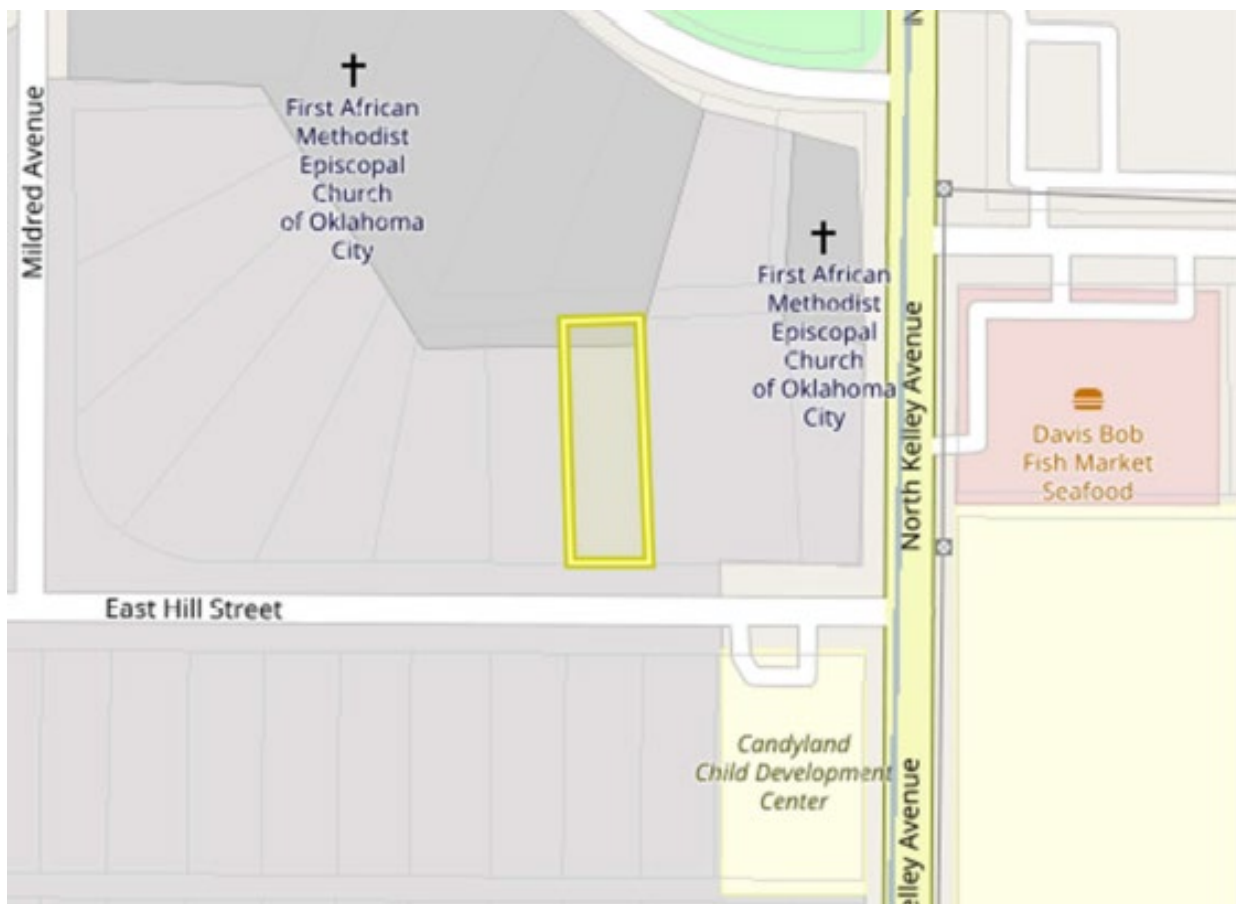 First African
Methodist
Episcopal
Church
of Oklahoma
City
Mildred Avenue
First African
Methodist
Episcopal
Church
of Oklahoma
City
North Kelley Avenue
Davis Bob
Fish Market
Seafood
East Hill Street
Candyland
Child Development
Center
elley Avenue